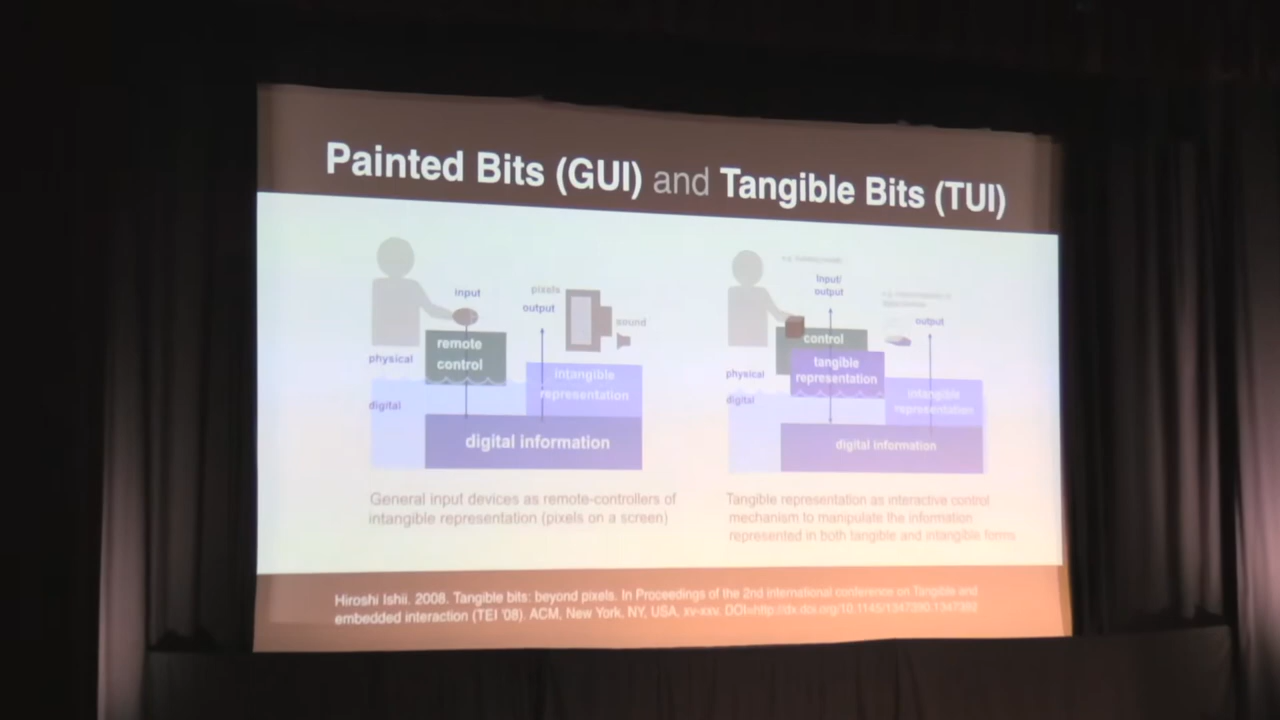 Painted Bits (GUI) and Tangible Bits (TUI)
input
pixels
output
sound
remote
control
physical
intangible
representation
digital
digital information
General input devices as remote-controllers of
intangible representation (pixels on a screen)
Input/
output
output
control
tangible
representation
physical
digital
intangible
representation
digital information
Tangible representation as interactive control
mechanism to manipulate the information
represented in both tangible and intangible forms
Hiroshi Ishii. 2008. Tangible bits: beyond pixels. In Proceedings of the 2nd international conference on Tangible and
embedded interaction (TEI '08). ACM, New York, NY, USA, xv-xxv.